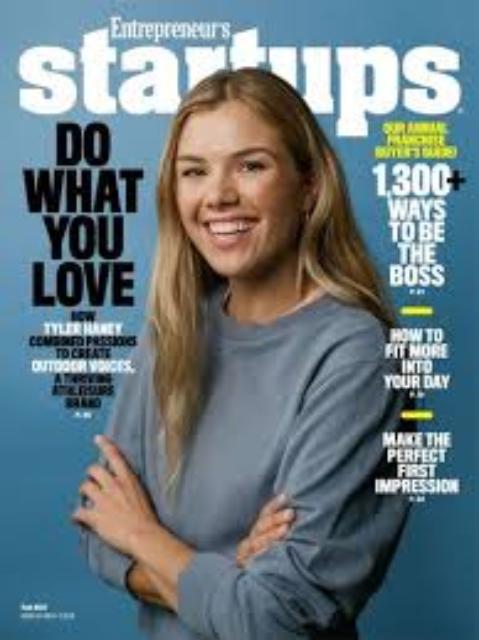 Entrepreneur's
startups
DO
WHAT
YOU
LOVE
HOW
TYLER HANEY
COMBINED PASSIONS
TO CREATE
OUTDOOR VOICES,
A THRIVING
ATHLEISURE
BRAND
OUR ANNUAL
FRANCHISE
BUYER'S GUIDE!
1,300+
WAYS
TO BE
THE
BOSS
HOW TO
FIT MORE
INTO
YOUR DAY
MAKE THE
PERFECT
FIRST
IMPRESSION